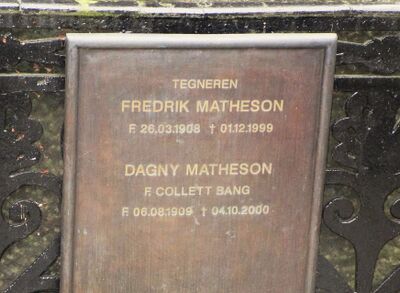 TEGNEREN
FREDRIK MATHESON
F. 26.03.1908 † 01.12.1999
DAGNY MATHESON
F. COLLETT BANG
F. 06.08.1909 † 04.10.2000